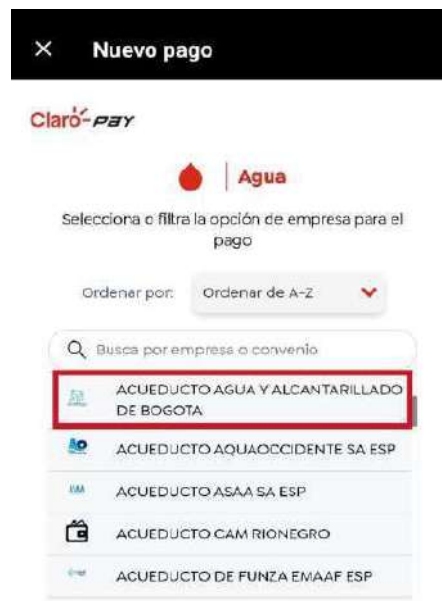 Nuevo pago
Claro-pay
Agua
Selecciona o filtra la opción de empresa para el
pago
Ordenar por:
Ordenar de A-Z
Busca por empresa o convenio
ACUEDUCTO AGUA Y ALCANTARILLADO
DE BOGOTA
ACUEDUCTO AQUAOCCIDENTE SA ESP
ACUEDUCTO ASAA SA ESP
ACUEDUCTO CAM RIONEGRO
ACUEDUCTO DE FUNZA EMAAF ESP